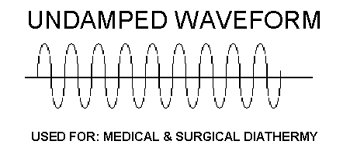 UNDAMPED WAVEFORM
USED FOR: MEDICAL & SURGICAL DIATHERMY